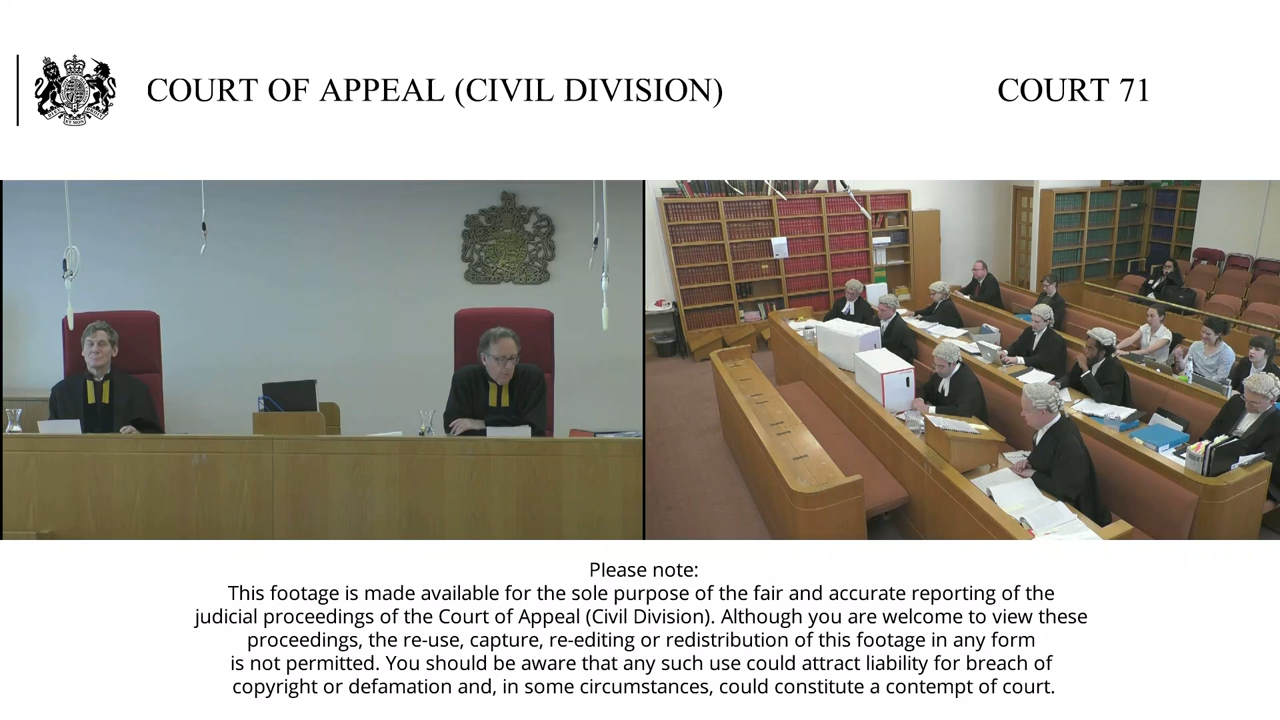 COURT OF APPEAL (CIVIL DIVISION)
COURT 71
Please note:
This footage is made available for the sole purpose of the fair and accurate reporting of the
judicial proceedings of the Court of Appeal (Civil Division). Although you are welcome to view these
proceedings, the re-use, capture, re-editing or redistribution of this footage in any form
is not permitted. You should be aware that any such use could attract liability for breach of
copyright or defamation and, in some circumstances, could constitute a contempt of court.